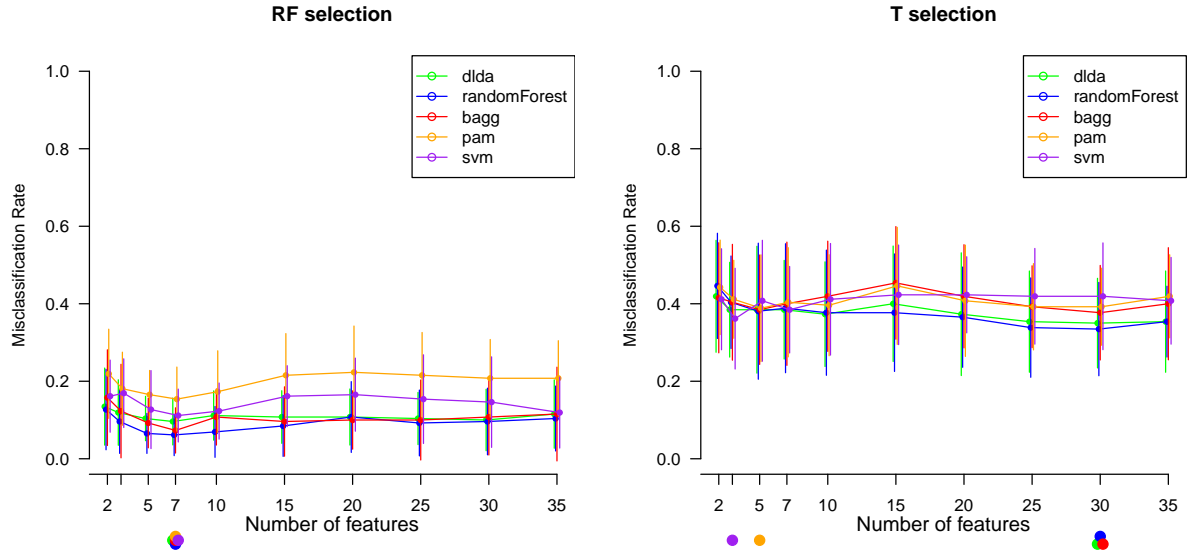 RF selection
1.0
0.8
0.6
0.4
0.2
0.0
Misclassification Rate
dlda
randomForest
bagg
pam
svm
2 5 7 10 15 20 25 30 35
Number of features
T selection
1.0
0.8
0.6
0.4
0.2
0.0
Misclassification Rate
dlda
randomForest
bagg
pam
svm
2 5 7 10 15 20 25 30 35
Number of features